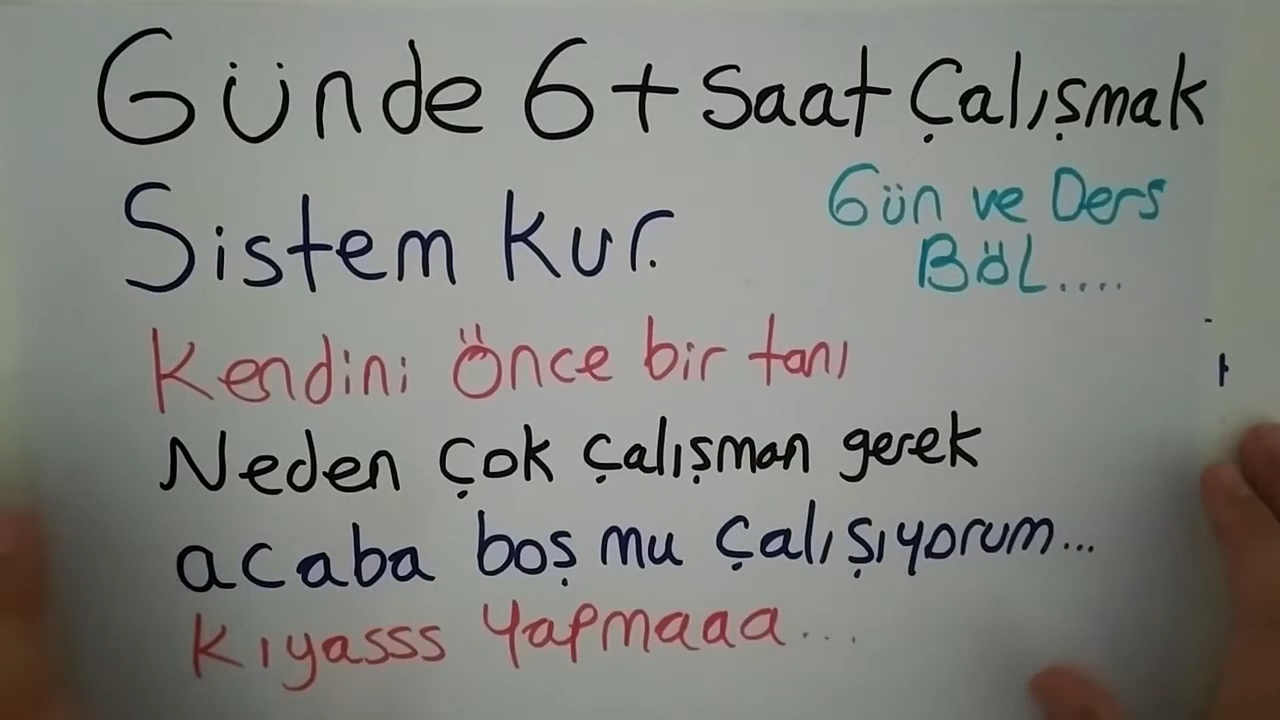 Günde 6+ saat Çalışmak
Sistem Kur.
Gün ve Ders
Böl....
Kendini Önce bir tanı
Neden Çok Çalışman gerek
acaba boş mu Çalışıyorum...
Kıyasss Yapmaaa...